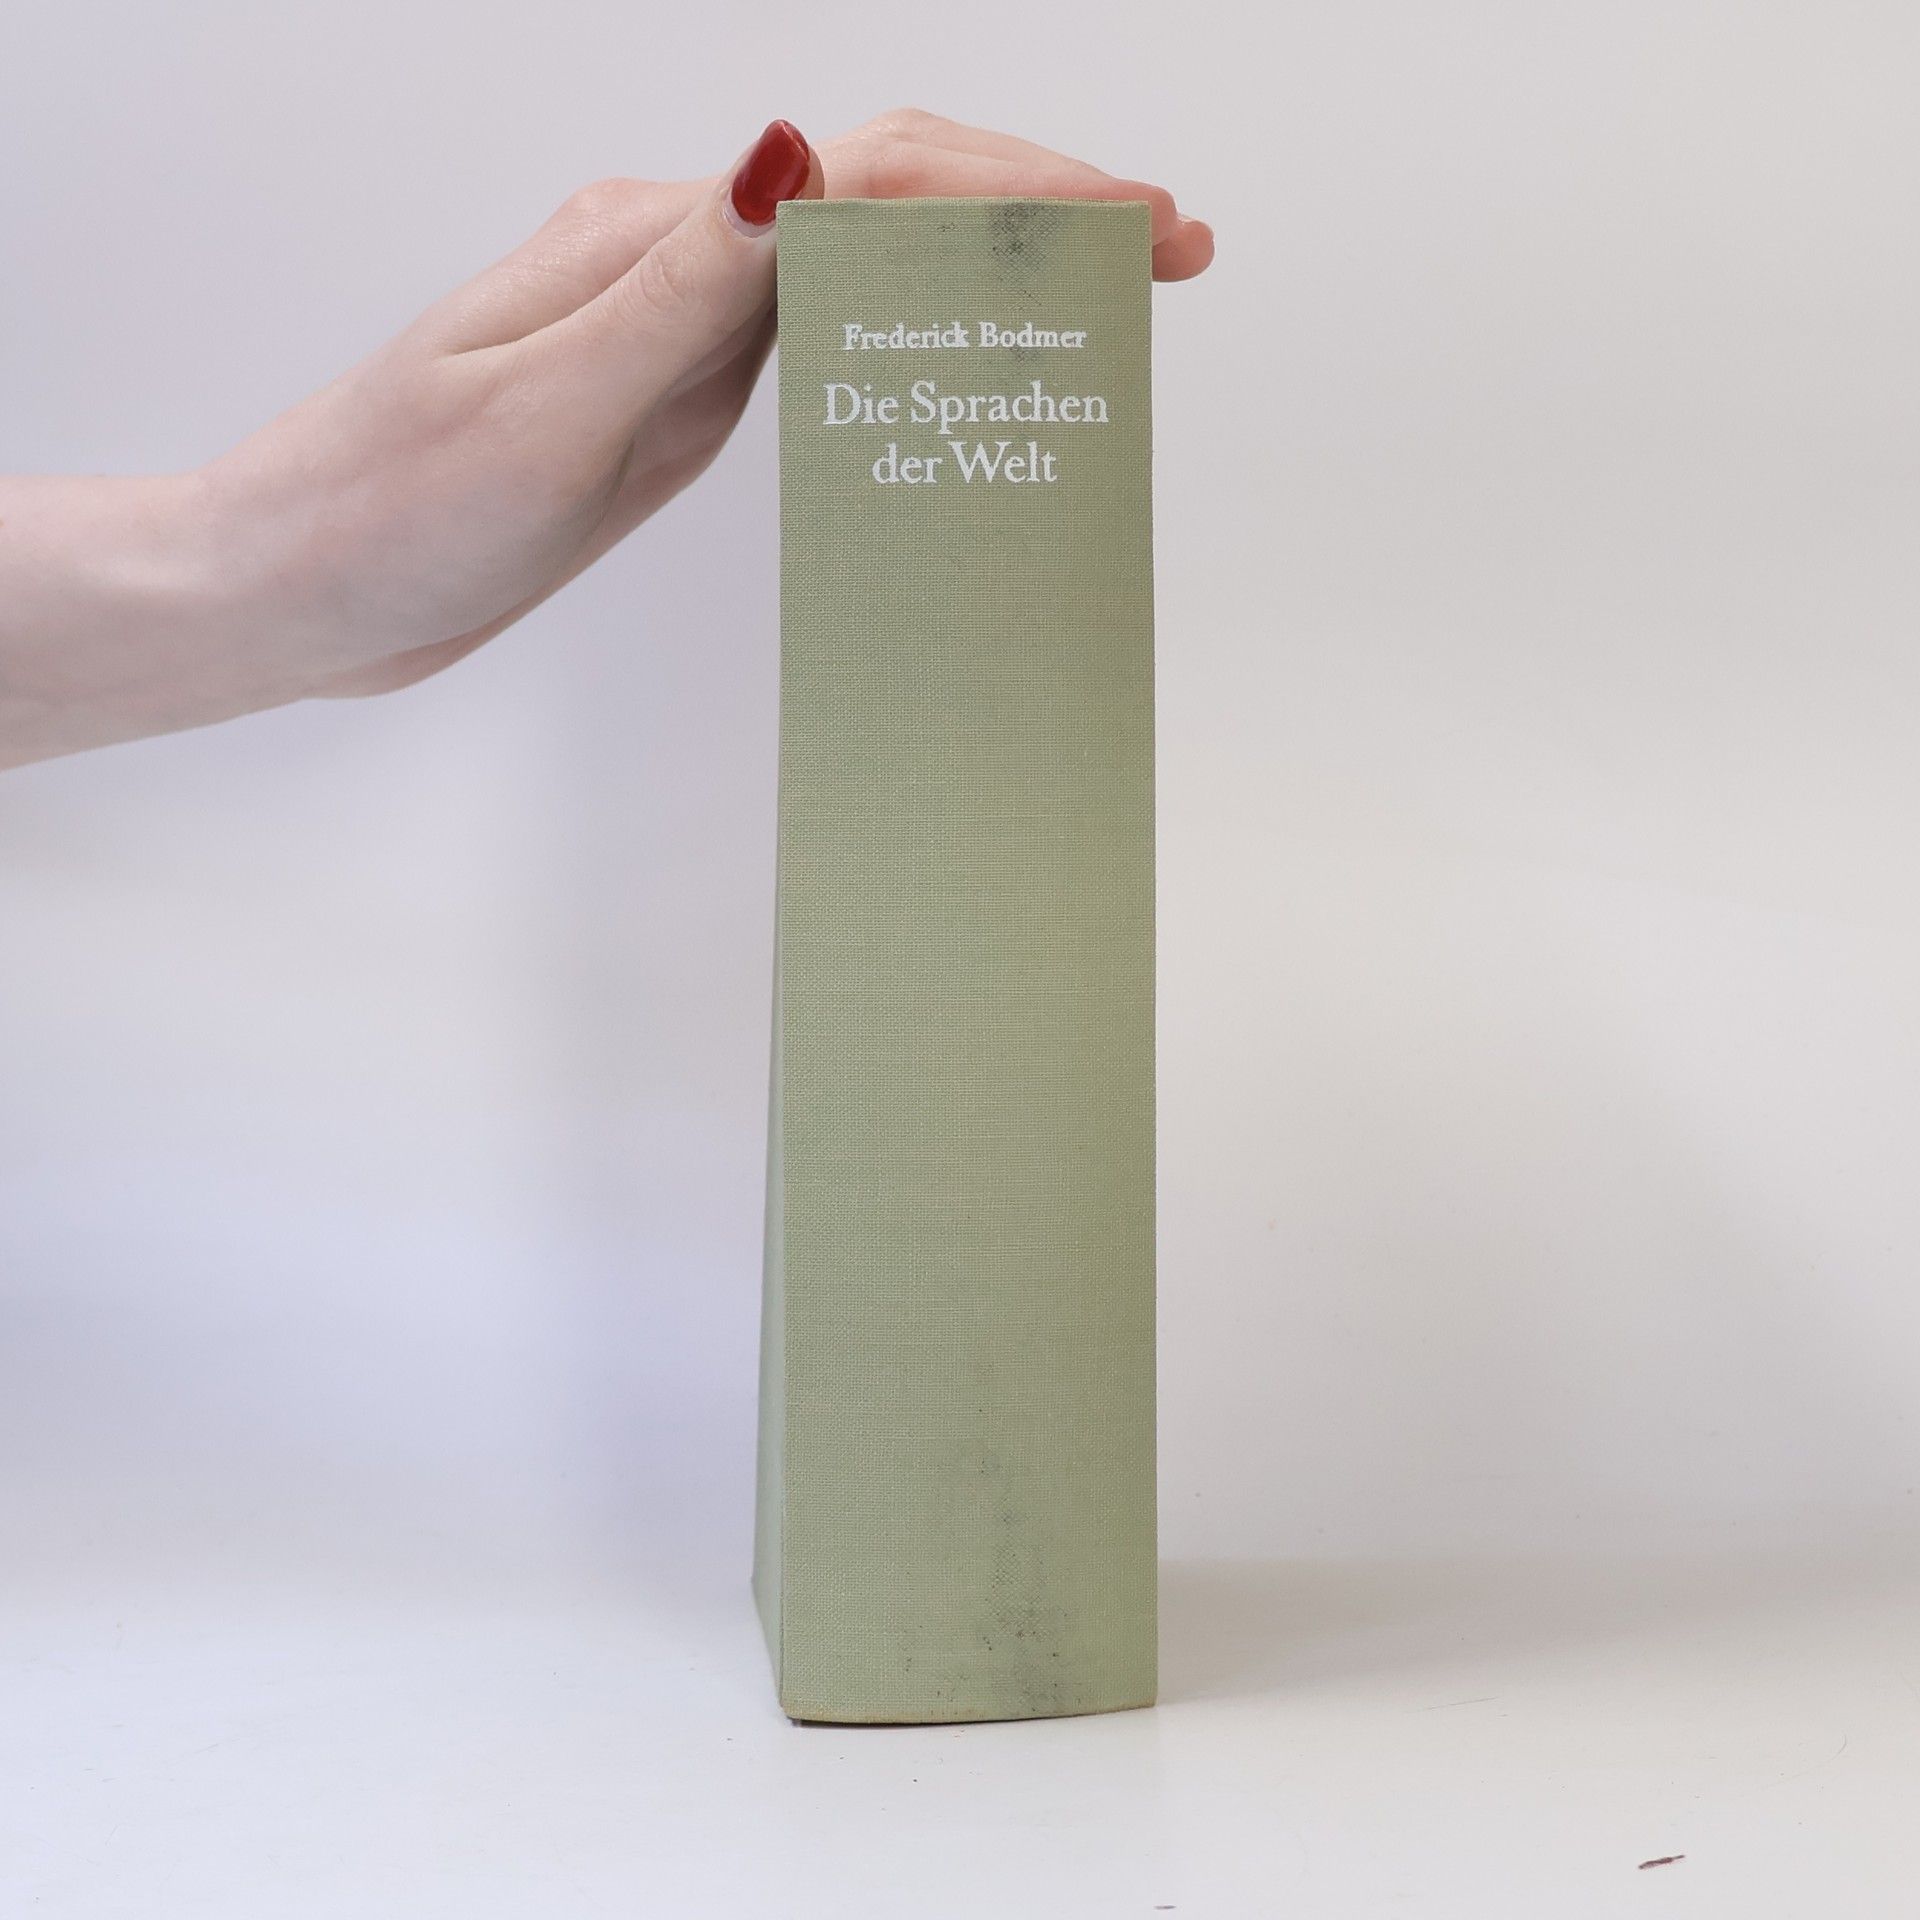 Frederick Bodmer
Die Sprachen
der Welt